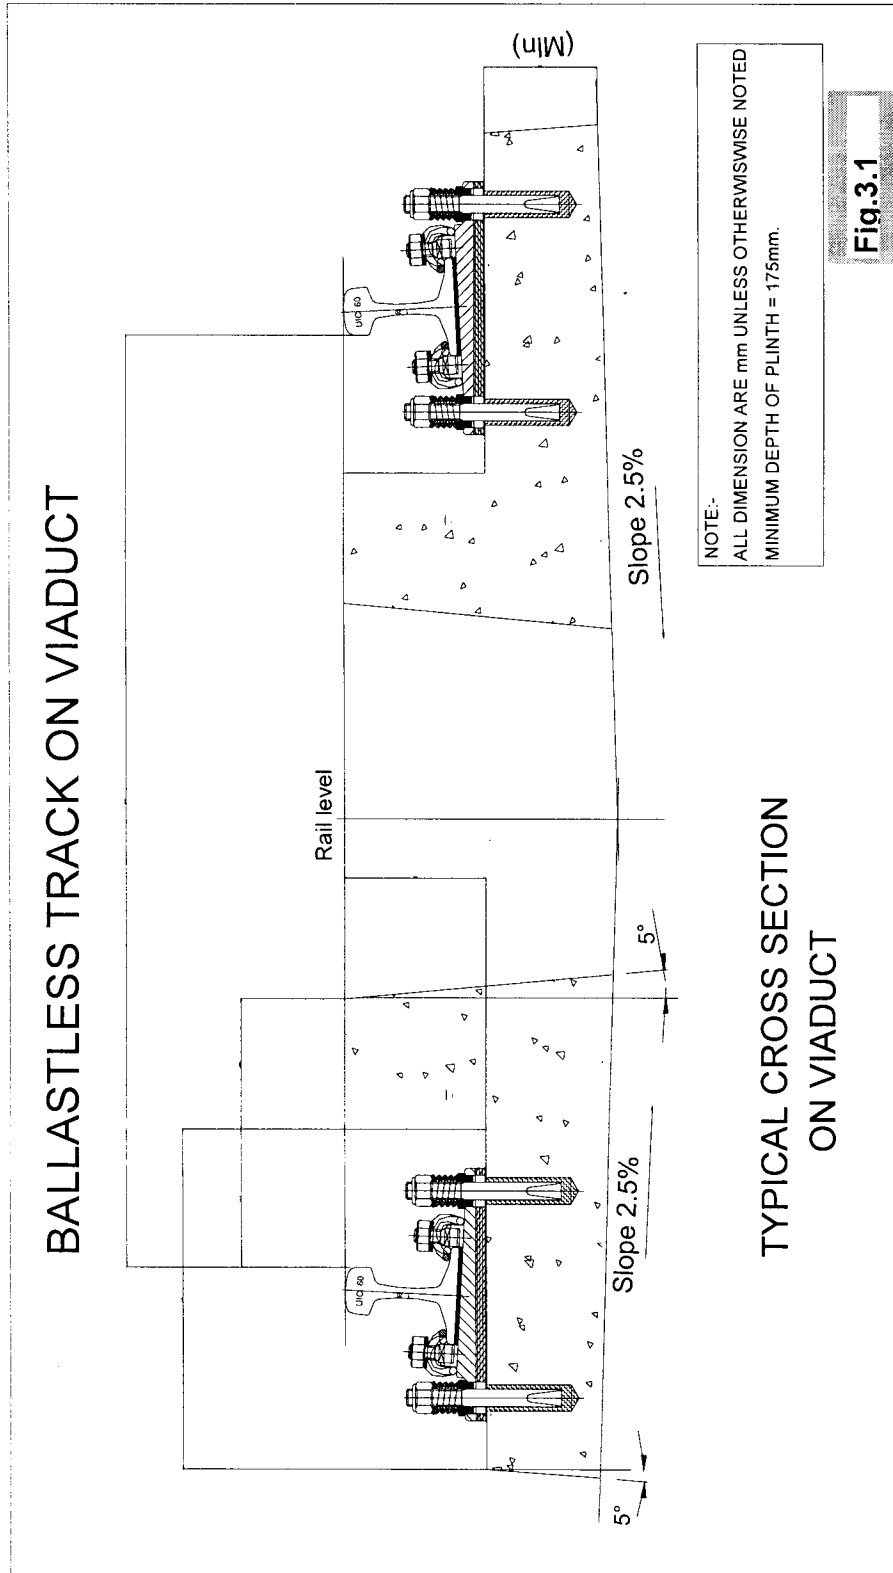 BALLASTLESS TRACK ON VIADUCT
Rail level
UIC 60
UIC 60
(MIn)
Slope 2.5%
Slope 2.5%
5°
5°
TYPICAL CROSS SECTION
ON VIADUCT
NOTE:-
ALL DIMENSION ARE mm UNLESS OTHERWISWISE NOTED
MINIMUM DEPTH OF PLINTH = 175mm.
Fig.3.1